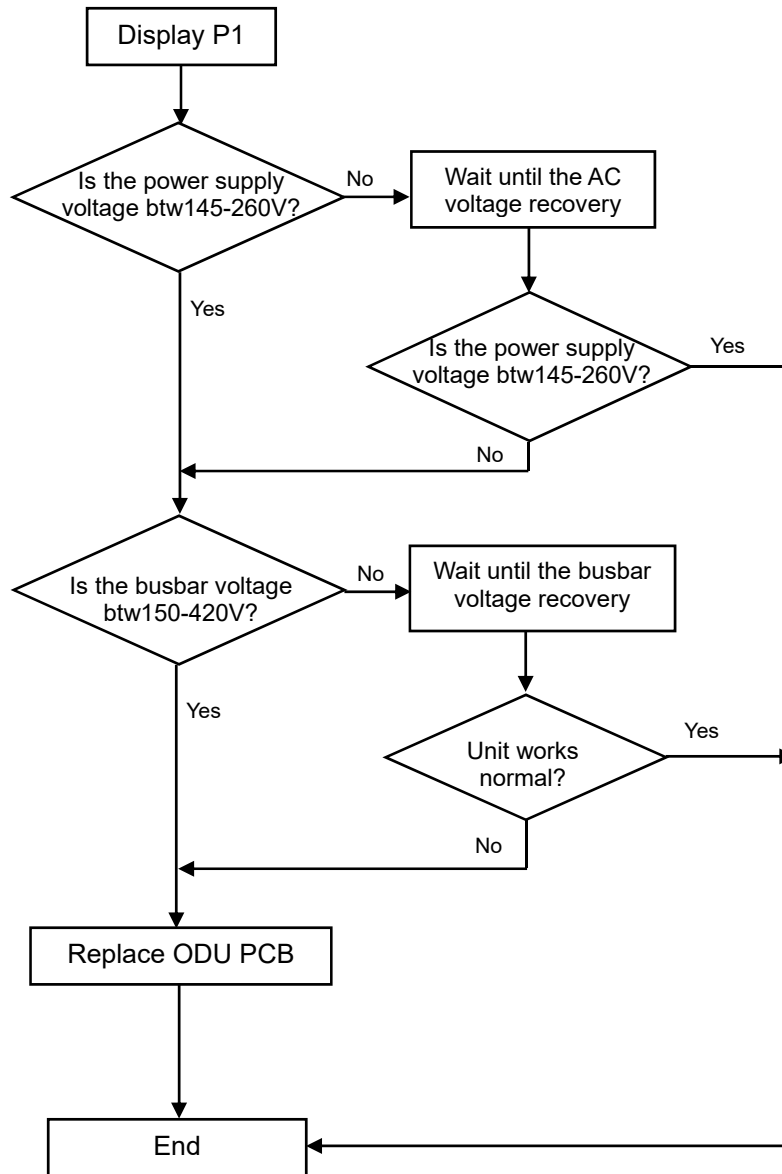 Display P1
Is the power supply
voltage btw145-260V?
No
Wait until the AC
voltage recovery
Yes
Is the power supply
voltage btw145-260V?
Yes
No
Is the busbar voltage
btw150-420V?
No
Wait until the busbar
voltage recovery
Yes
Unit works
normal?
Yes
No
Replace ODU PCB
End